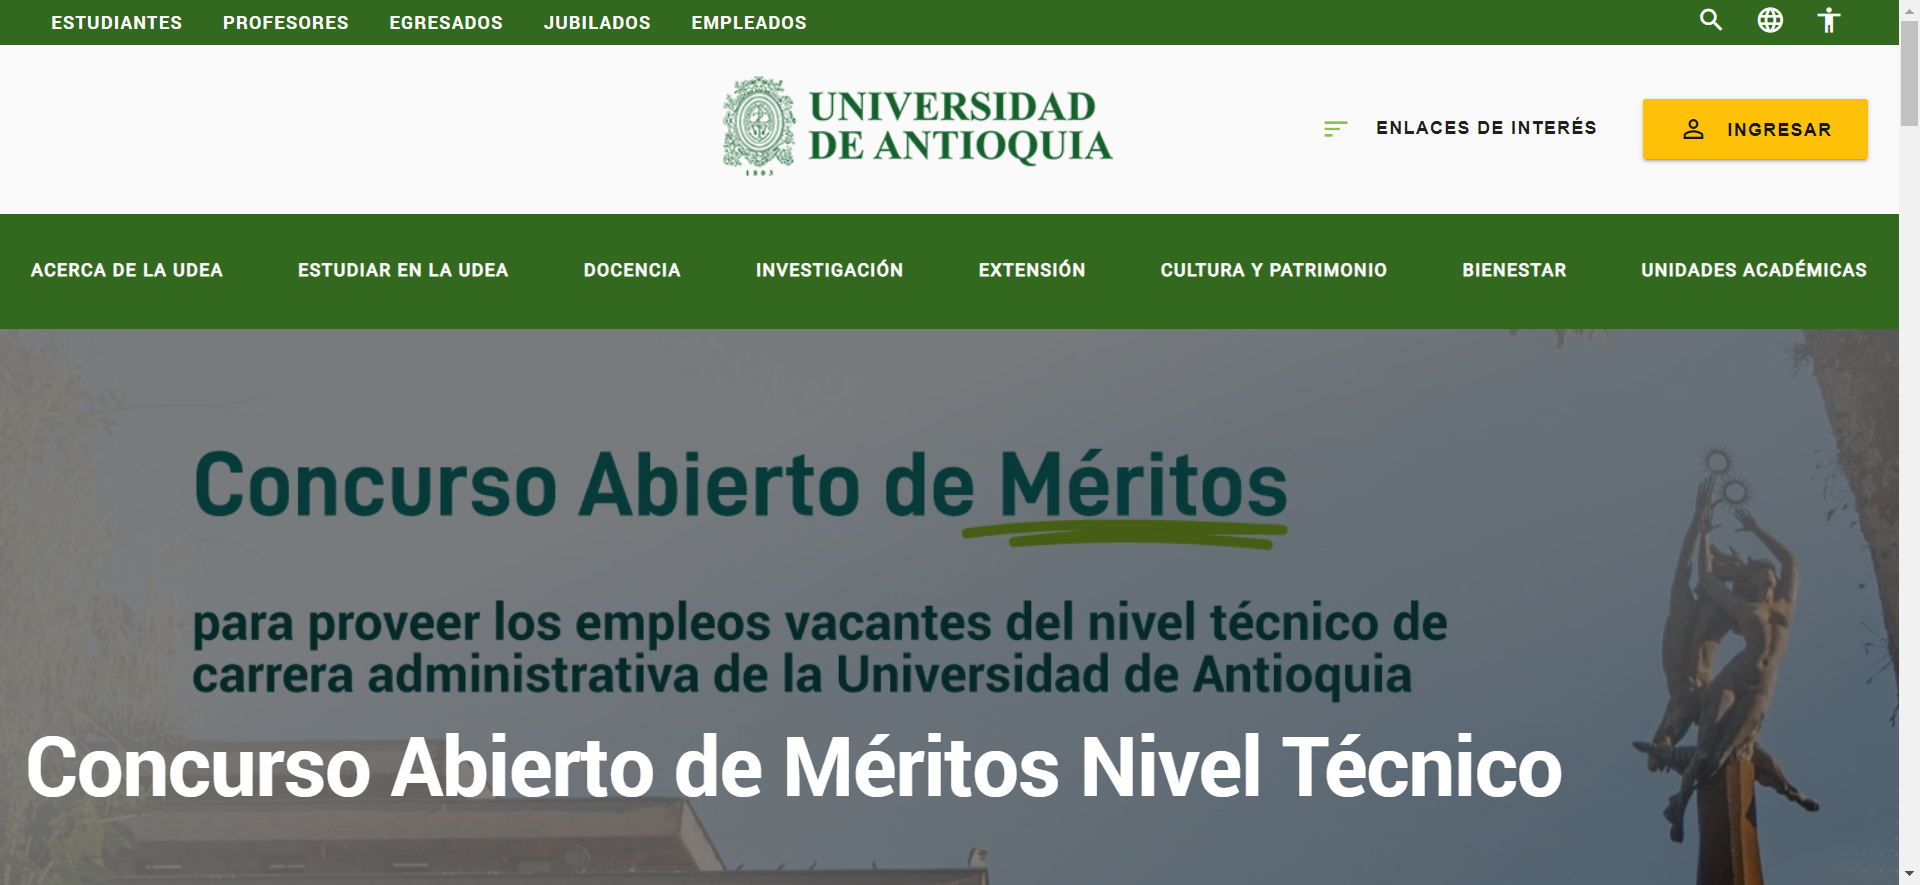 ESTUDIANTES PROFESORES EGRESADOS JUBILADOS EMPLEADOS
UNIVERSIDAD
DE ANTIOQUIA
1803
ENLACES DE INTERÉS
INGRESAR
ACERCA DE LA UDEA ESTUDIAR EN LA UDEA DOCENCIA INVESTIGACIÓN EXTENSIÓN CULTURA Y PATRIMONIO BIENESTAR UNIDADES ACADÉMICAS
Concurso Abierto de Méritos
para proveer los empleos vacantes del nivel técnico de
carrera administrativa de la Universidad de Antioquia
Concurso Abierto de Méritos Nivel Técnico